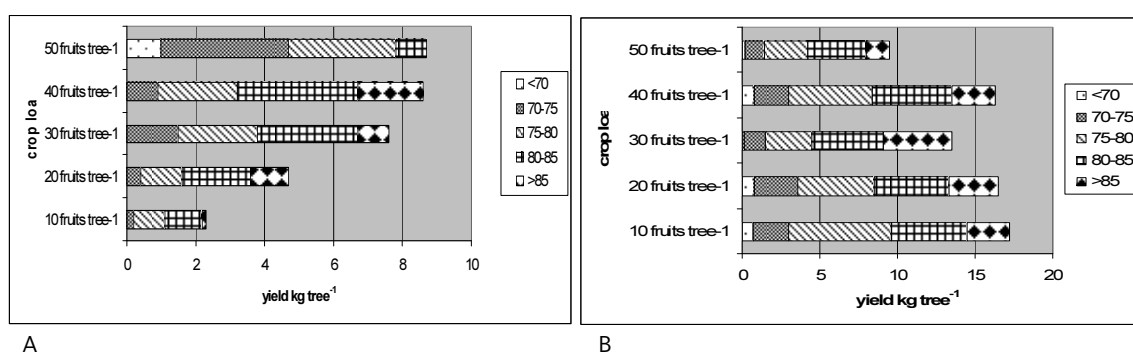 50 fruits tree-1
40 fruits tree-1
30 fruits tree-1
20 fruits tree-1
10 fruits tree-1
crop loa
0 2 4 6 8 10
yield kg tree-1
<70
70-75
75-80
80-85
>85
A
50 fruits tree-1
40 fruits tree-1
30 fruits tree-1
20 fruits tree-1
10 fruits tree-1
crop loa
0 5 10 15 20
yield kg tree-1
<70
70-75
75-80
80-85
>85
B